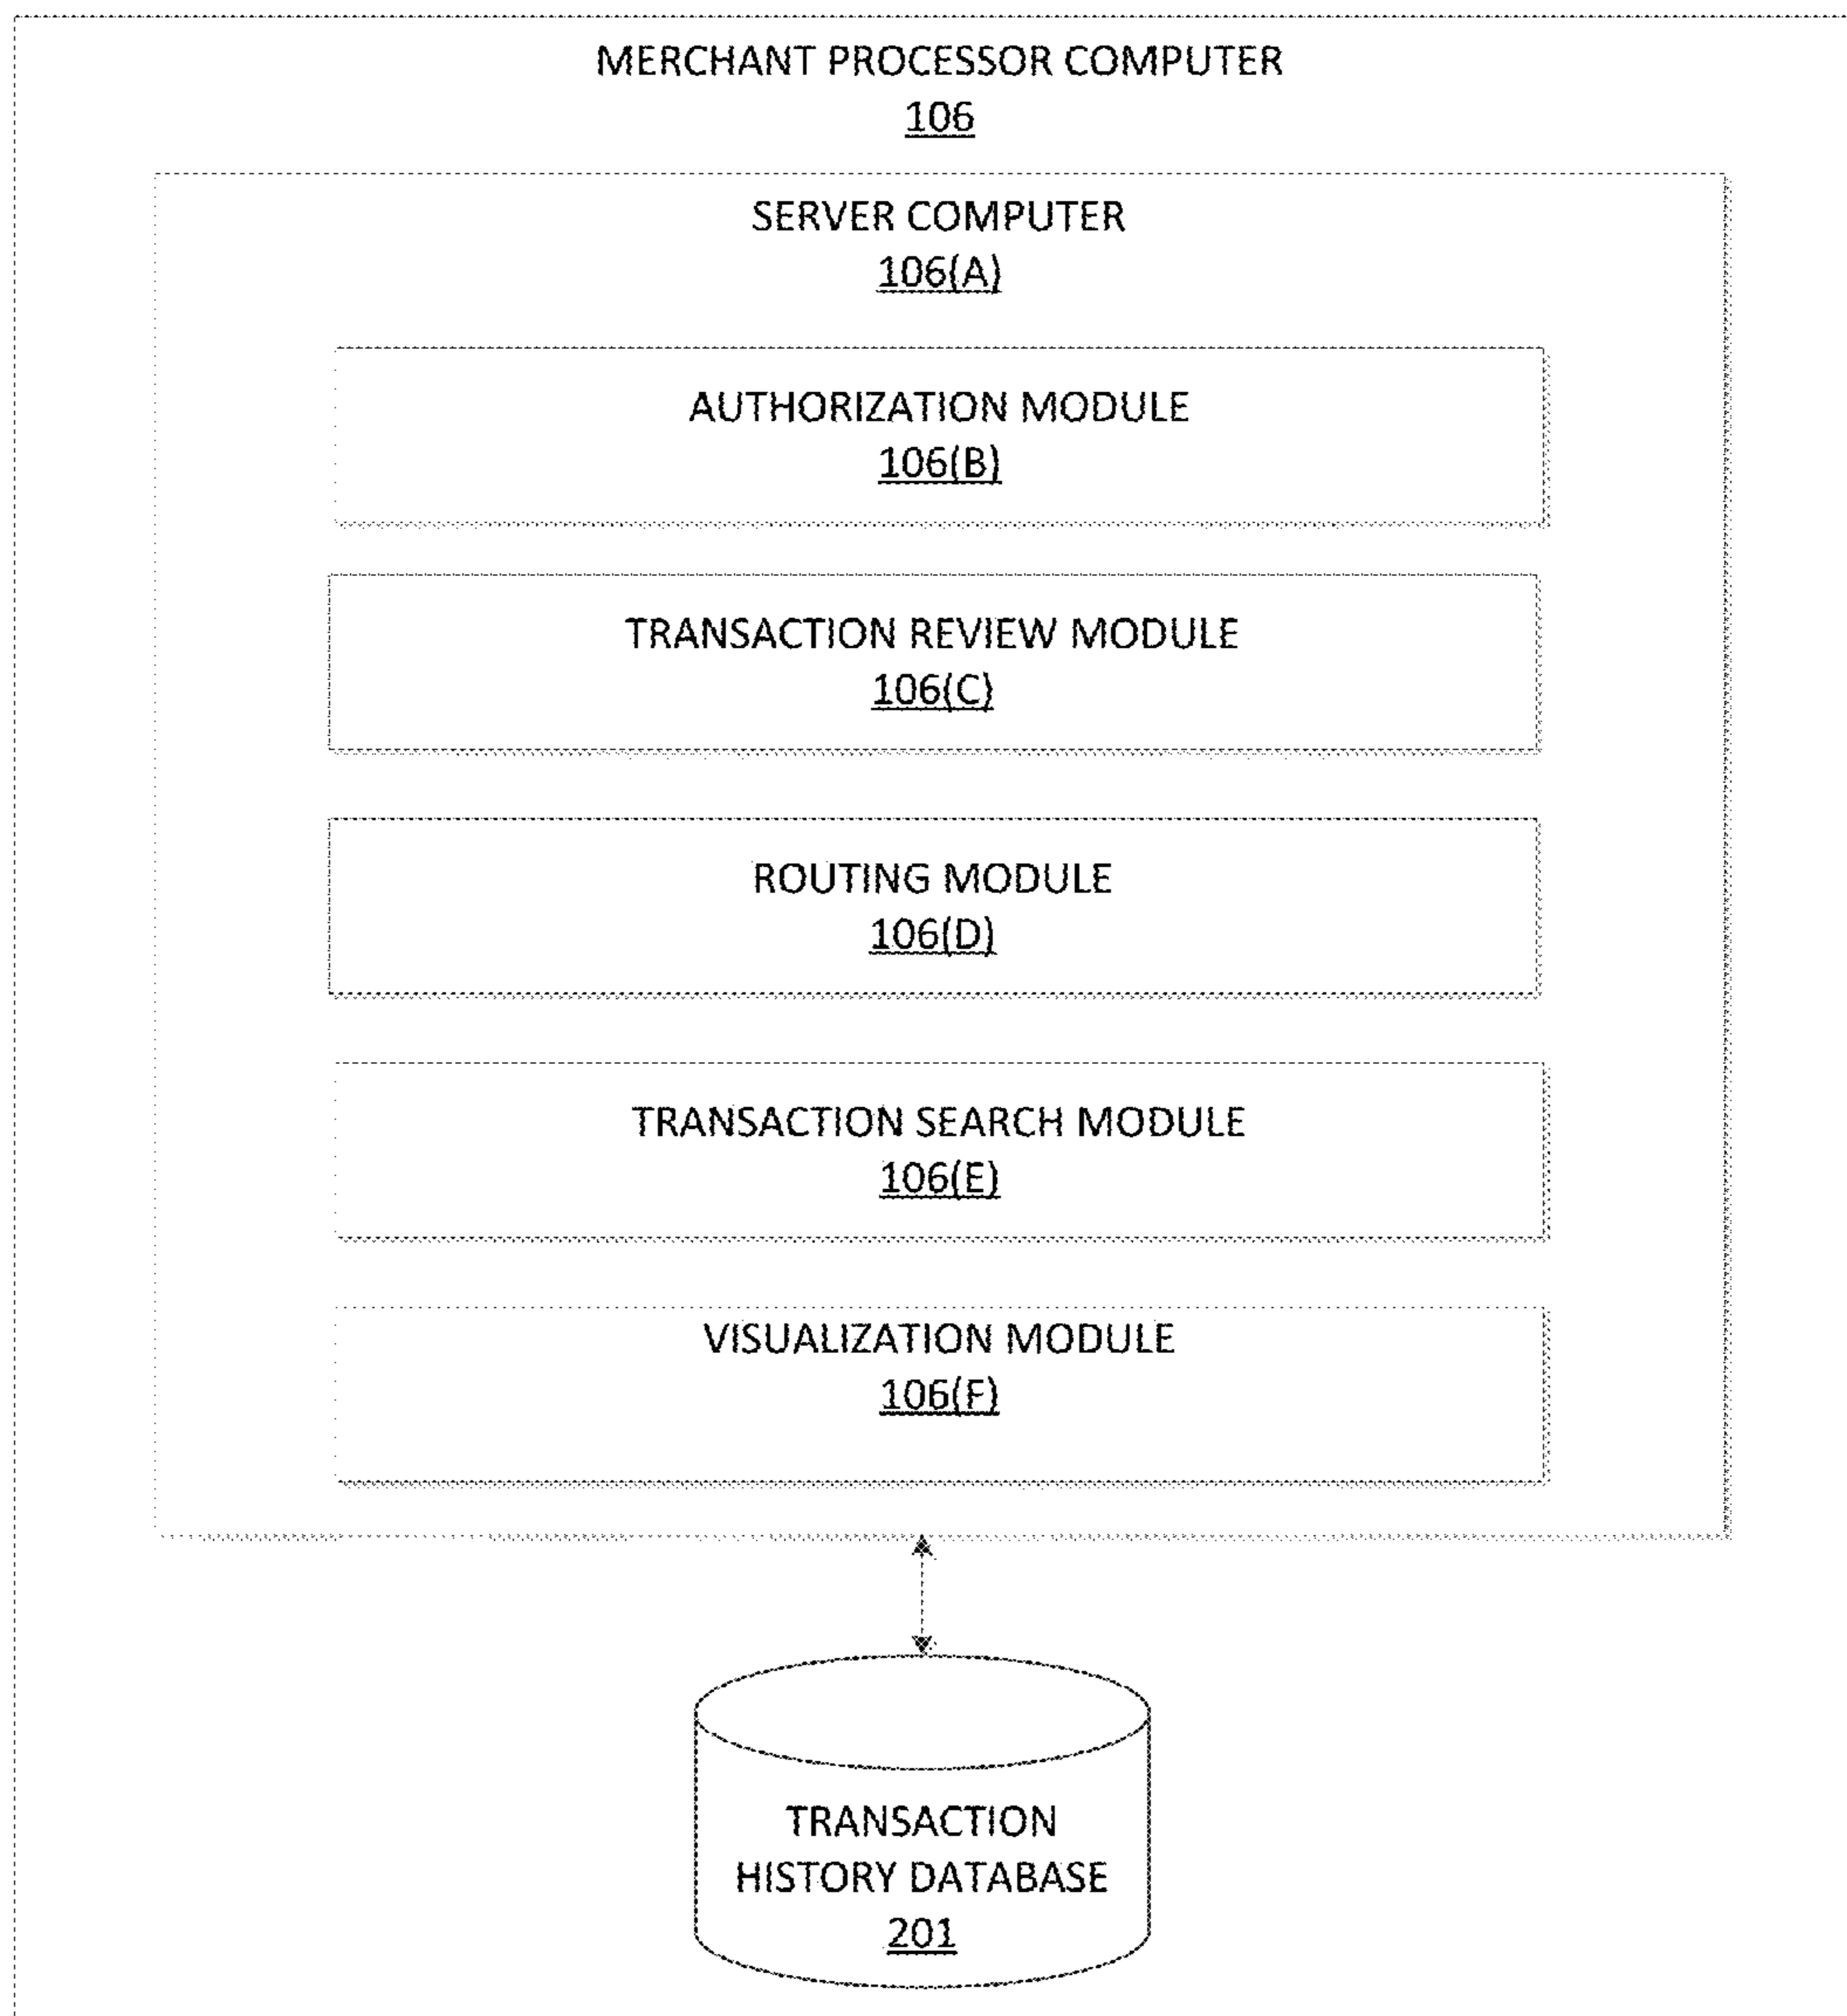 MERCHANT PROCESSOR COMPUTER
106
SERVER COMPUTER
106(A)
AUTHORIZATION MODULE
106(B)
TRANSACTION REVIEW MODULE
106(C)
ROUTING MODULE
106(D)
TRANSACTION SEARCH MODULE
106(E)
VISUALIZATION MODULE
106(F)
TRANSACTION
HISTORY DATABASE
201